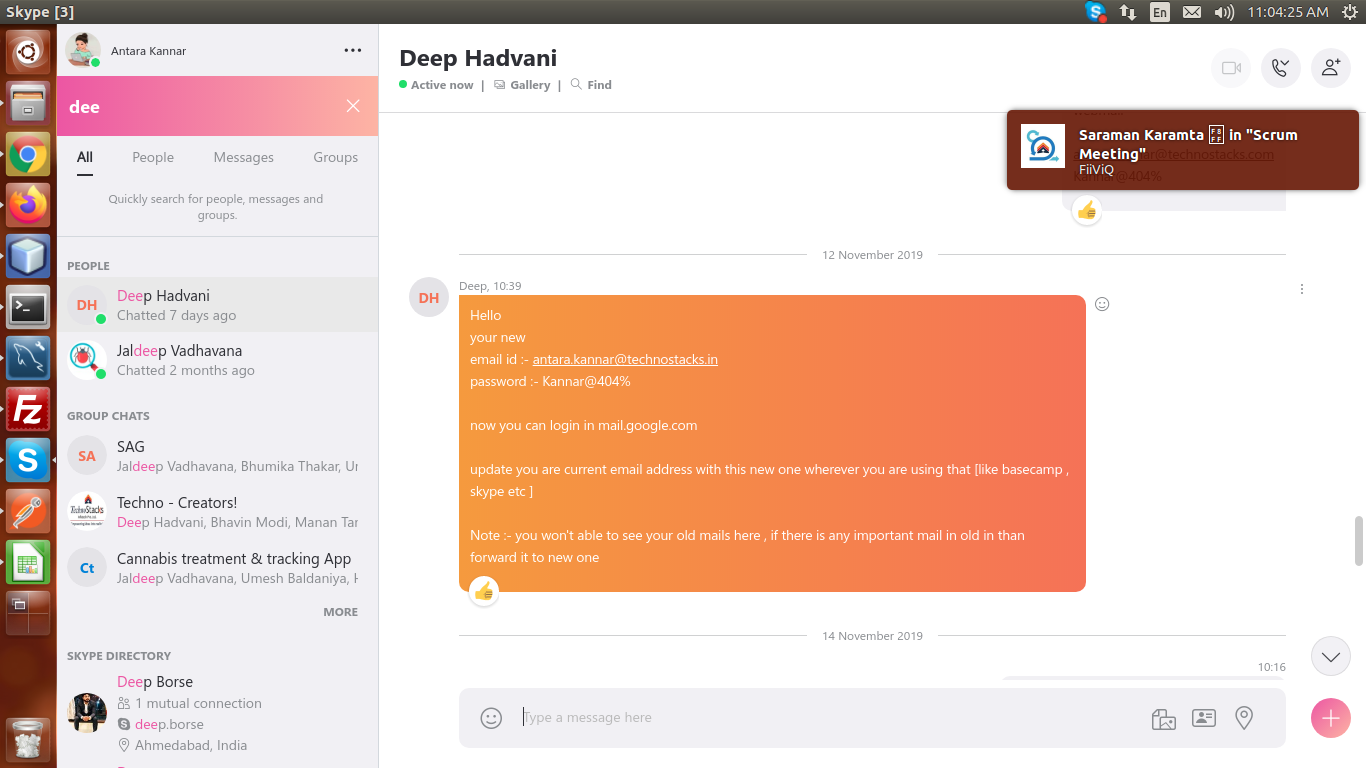 Skype [3]
En
11:04:25 AM
Antara Kannar
dee
All People Messages Groups
Quickly search for people, messages and
groups.
PEOPLE
DH
Deep Hadvani
Chatted 7 days ago
Jaldeep Vadhavana
Chatted 2 months ago
GROUP CHATS
SA
SAG
Jaldeep Vadhavana, Bhumika Thakar, Ur
TechnoStacks
Techno - Creators!
Deep Hadvani, Bhavin Modi, Manan Tar
Ct
Cannabis treatment & tracking App
Jaldeep Vadhavana, Umesh Baldaniya, H
MORE
SKYPE DIRECTORY
Deep Borse
1 mutual connection
deep.borse
Ahmedabad, India
Deep Hadvani
Active now | Gallery | Find
Saraman Karamta in "Scrum
Meeting"
FiiViQ
@technostacks.com
Kannar@404%
12 November 2019
DH
Deep, 10:39
Hello
your new
email id :- antara.kannar@technostacks.in
password :- Kannar@404%
now you can login in mail.google.com
update you are current email address with this new one wherever you are using that [like basecamp ,
skype etc ]
Note :- you won't able to see your old mails here , if there is any important mail in old in than
forward it to new one
14 November 2019
10:16
Type a message here